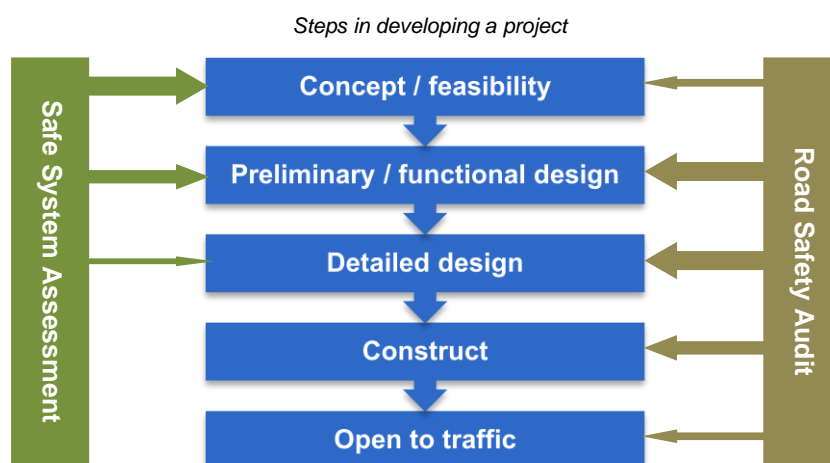 Steps in developing a project
Safe System Assessment
Concept / feasibility
Preliminary / functional design
Detailed design
Construct
Open to traffic
Road Safety Audit